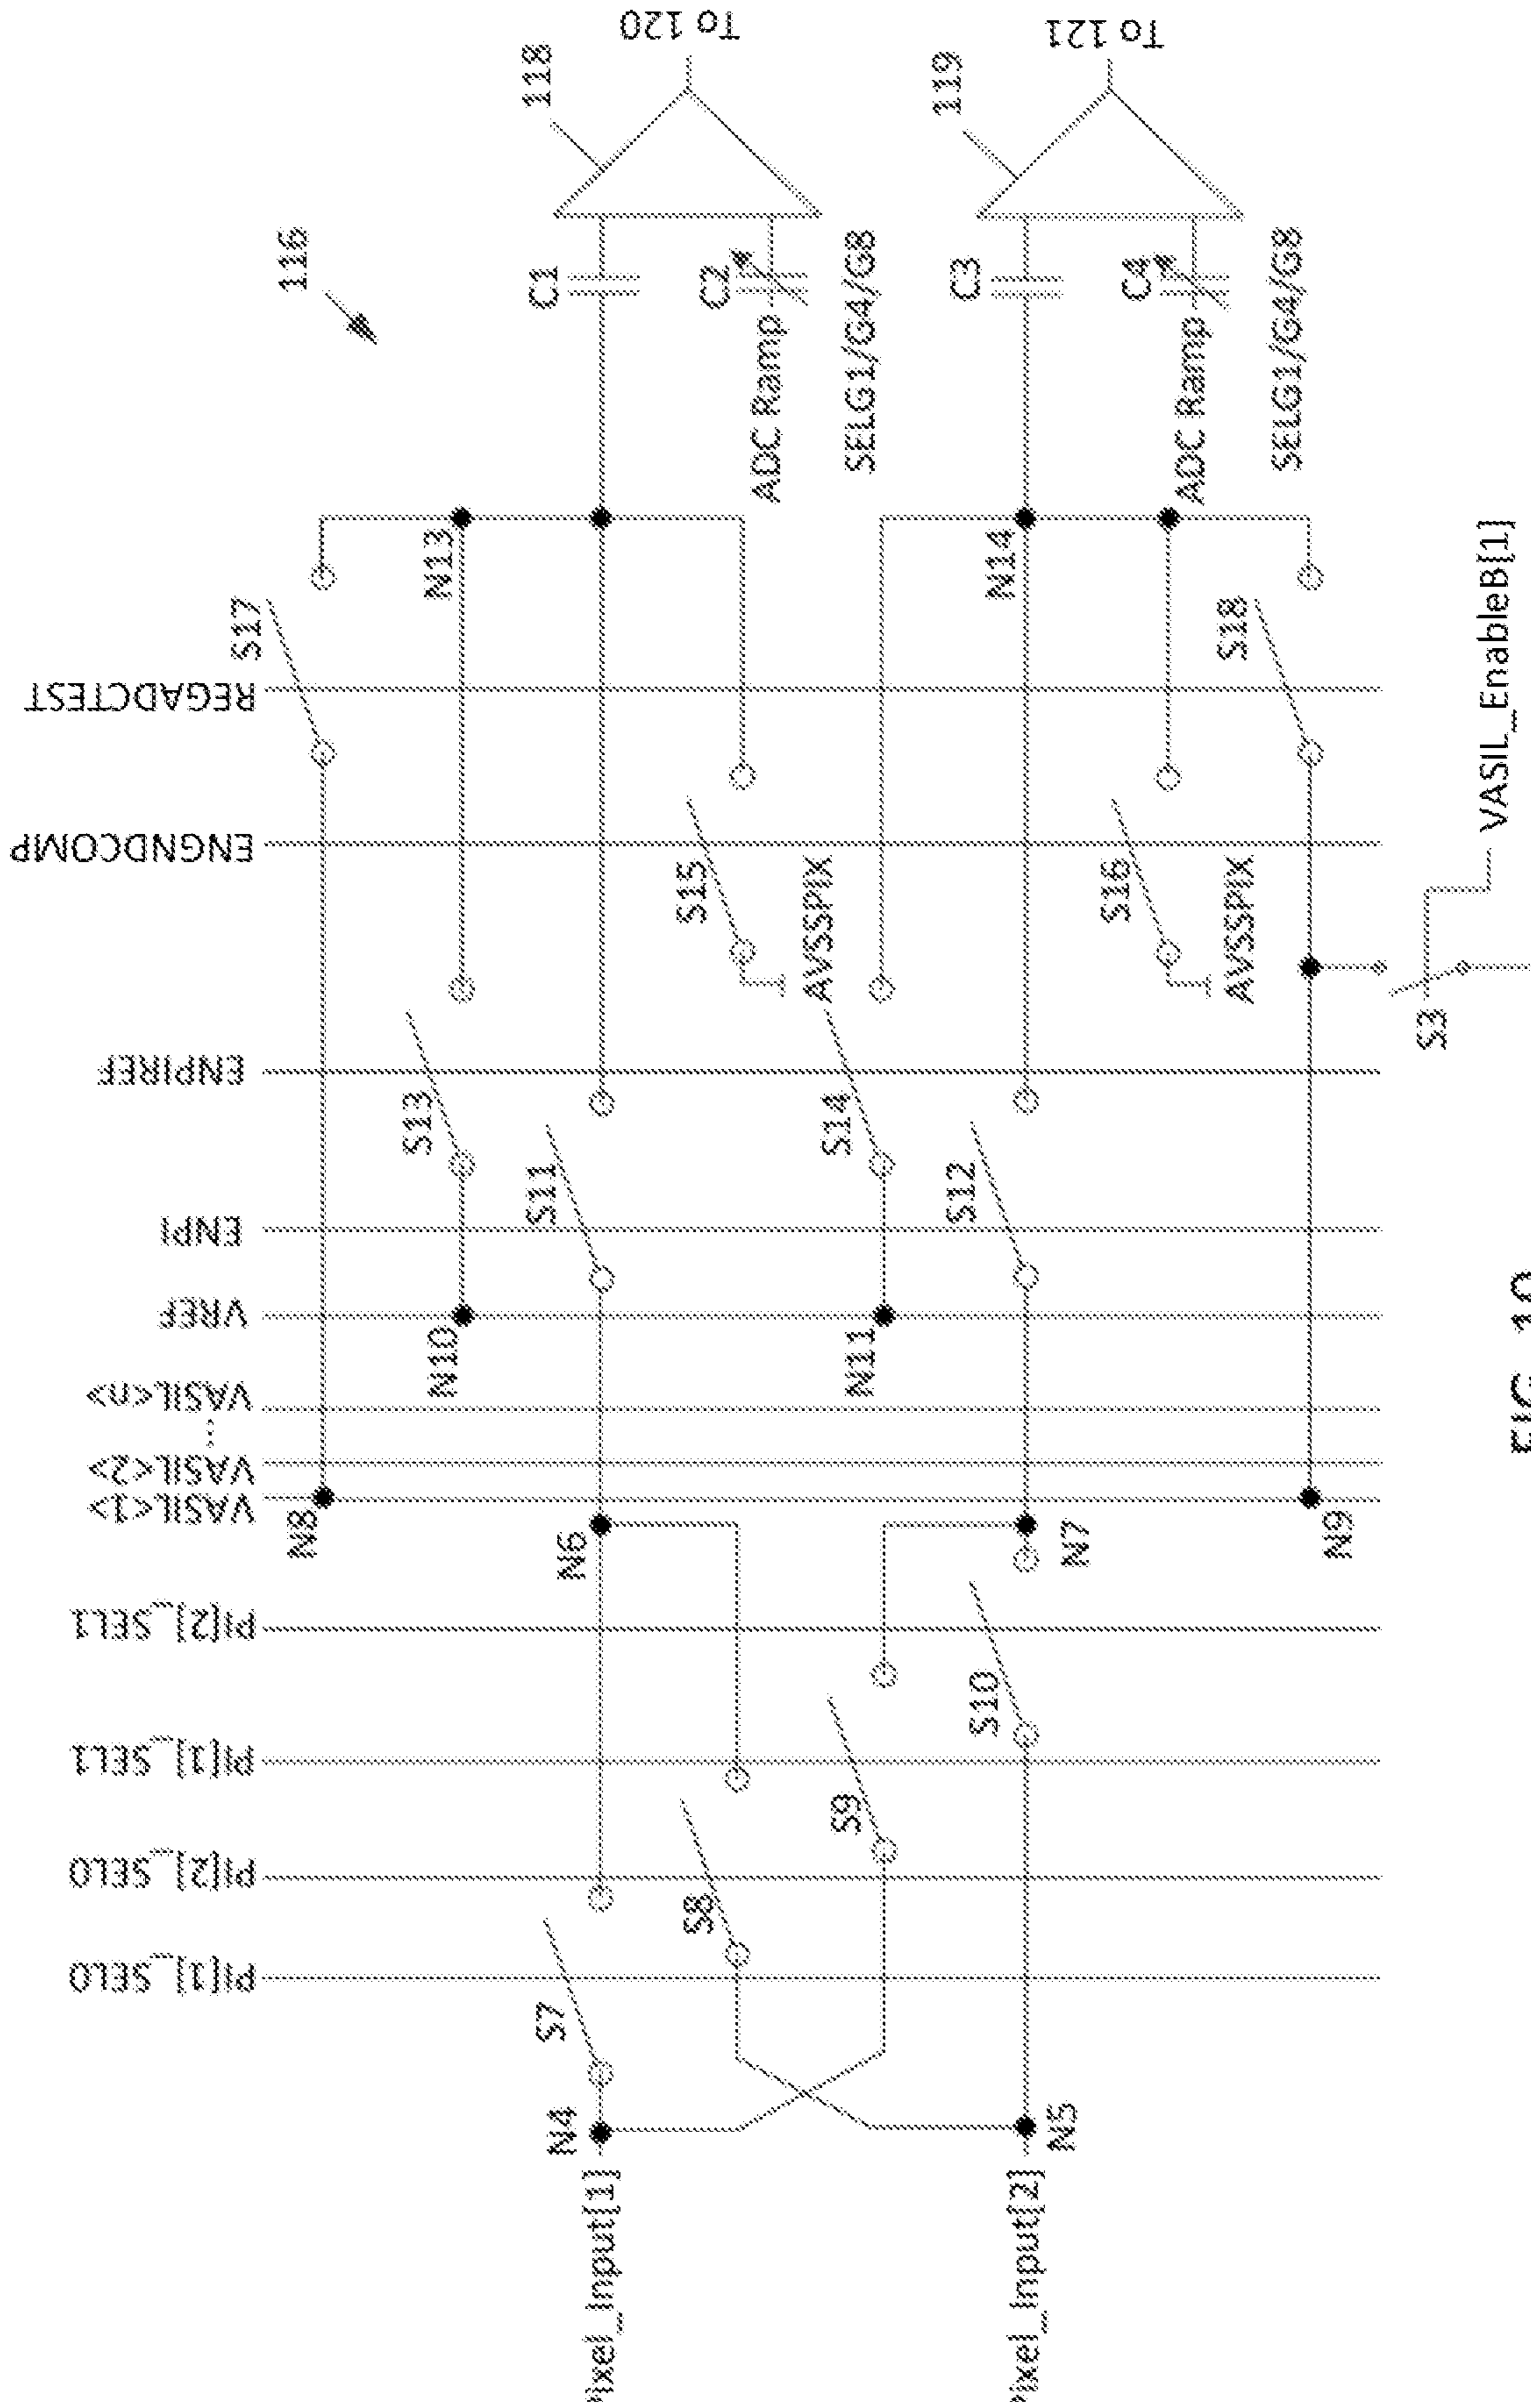 116
PI[1]_SEL0
PI[2]_SEL0
PI[1]_SEL1
PI[2]_SEL1
VASIL<1>
VASIL<2>
...
VASIL<n>
VREF
ENPI
ENPIREF
ENGNDCOMP
REGADCTEST
N8
S17
N10
S13
N13
Pixel_Input[1]
N4
S7
N6
S11
C1
118
To 120
S8
S15
AVSSPIX
C2
ADC Ramp
SELG1/G4/G8
S9
N11
S14
Pixel_Input[2]
N5
S10
N7
S12
N14
C3
119
To 121
S16
AVSSPIX
C4
ADC Ramp
SELG1/G4/G8
N9
S18
S3
VASIL_EnableB[1]